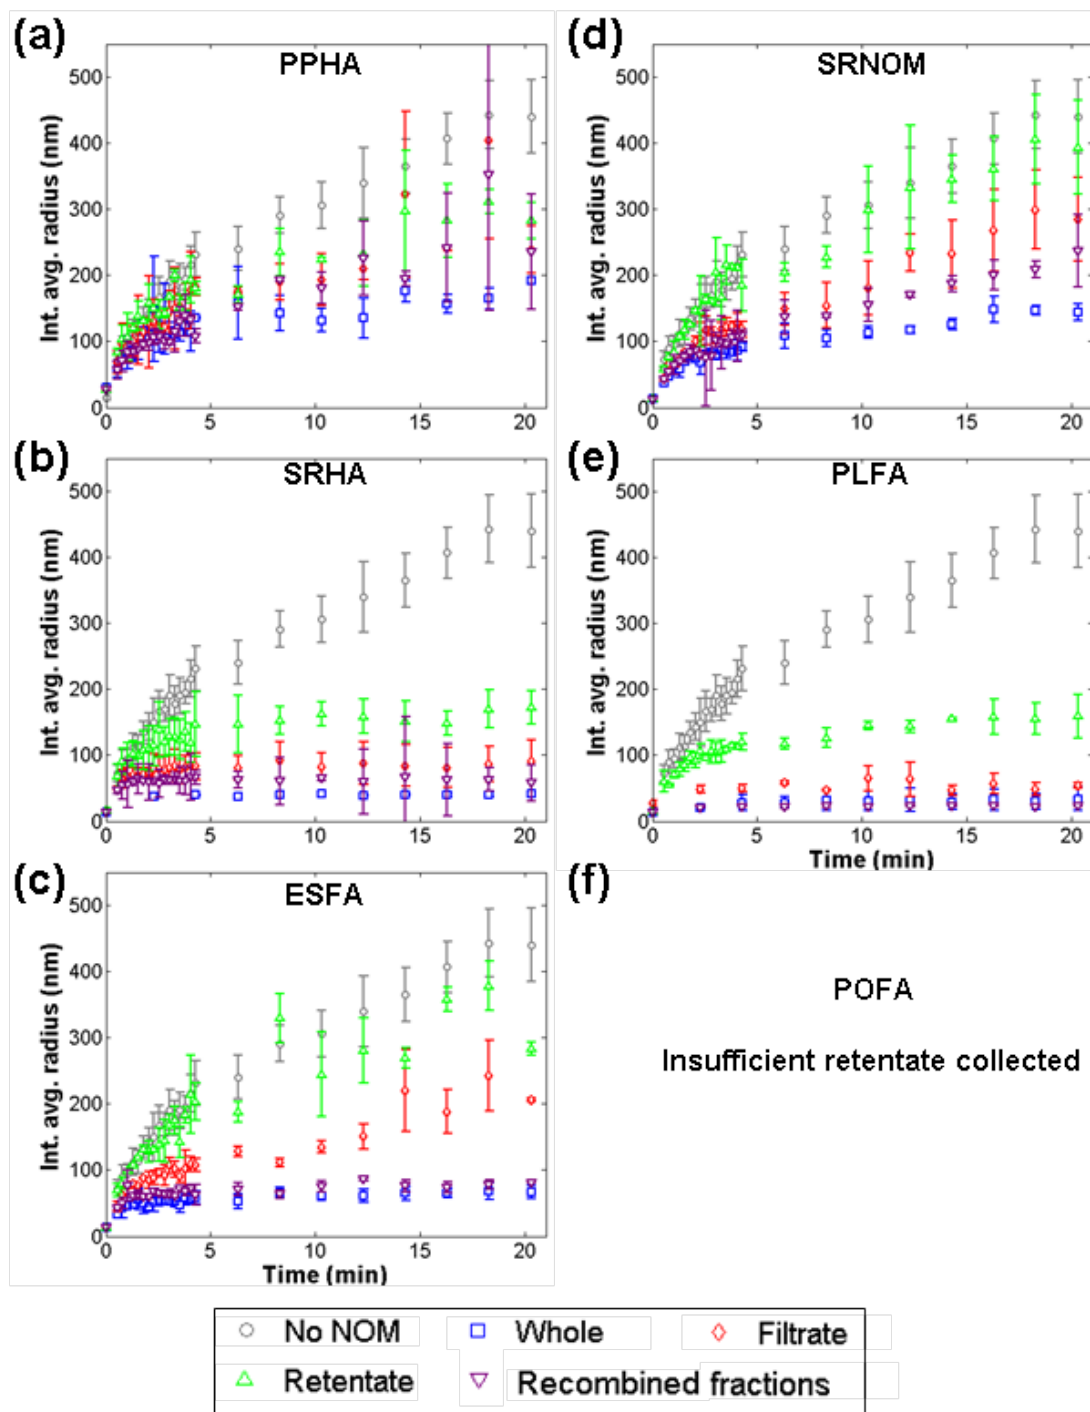 (a)
PPHA
500
400
300
200
100
0
Int. avg. radius (nm)
0 5 10 15 20
(b)
SRHA
500
400
300
200
100
0
Int. avg. radius (nm)
0 5 10 15 20
(c)
ESFA
500
400
300
200
100
0
Int. avg. radius (nm)
0 5 10 15 20
Time (min)
(d)
SRNOM
500
400
300
200
100
0
Int. avg. radius (nm)
0 5 10 15 20
(e)
PLFA
500
400
300
200
100
0
Int. avg. radius (nm)
0 5 10 15 20
Time (min)
(f)
POFA
Insufficient retentate collected
No NOM Whole Filtrate
Retentate Recombined fractions